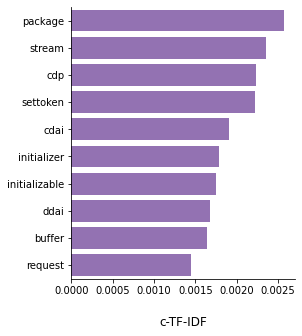 package
stream
cdp
settoken
cdai
initializer
initializable
ddai
buffer
request
0.0000 0.0005 0.0010 0.0015 0.0020 0.0025
c-TF-IDF